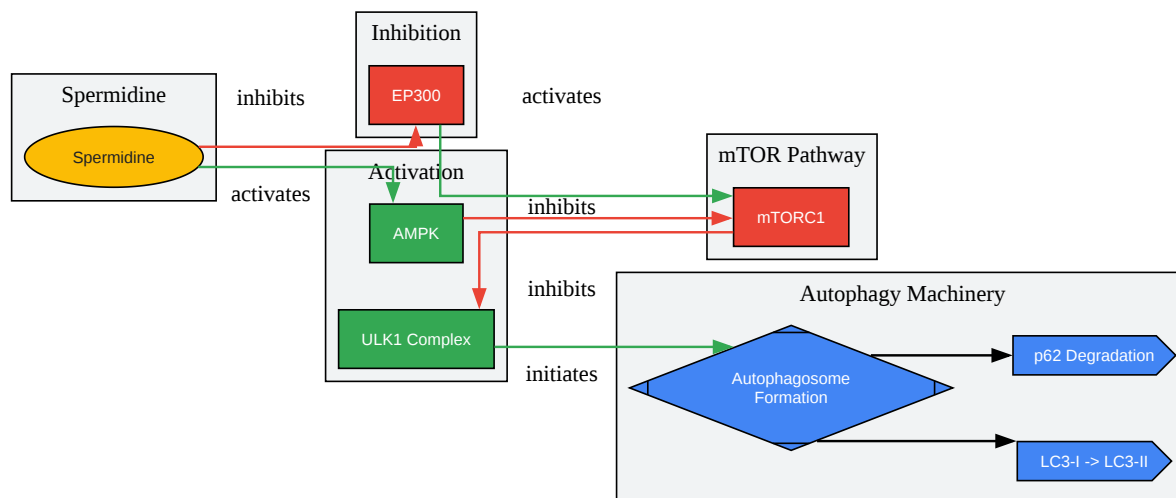 Inhibition
EP300
Spermidine
inhibits
activates
Spermidine
activates
Activation
mTOR Pathway
AMPK
inhibits
mTORC1
inhibits
Autophagy Machinery
ULK1 Complex
initiates
Autophagosome
Formation
p62 Degradation
LC3-I -> LC3-II